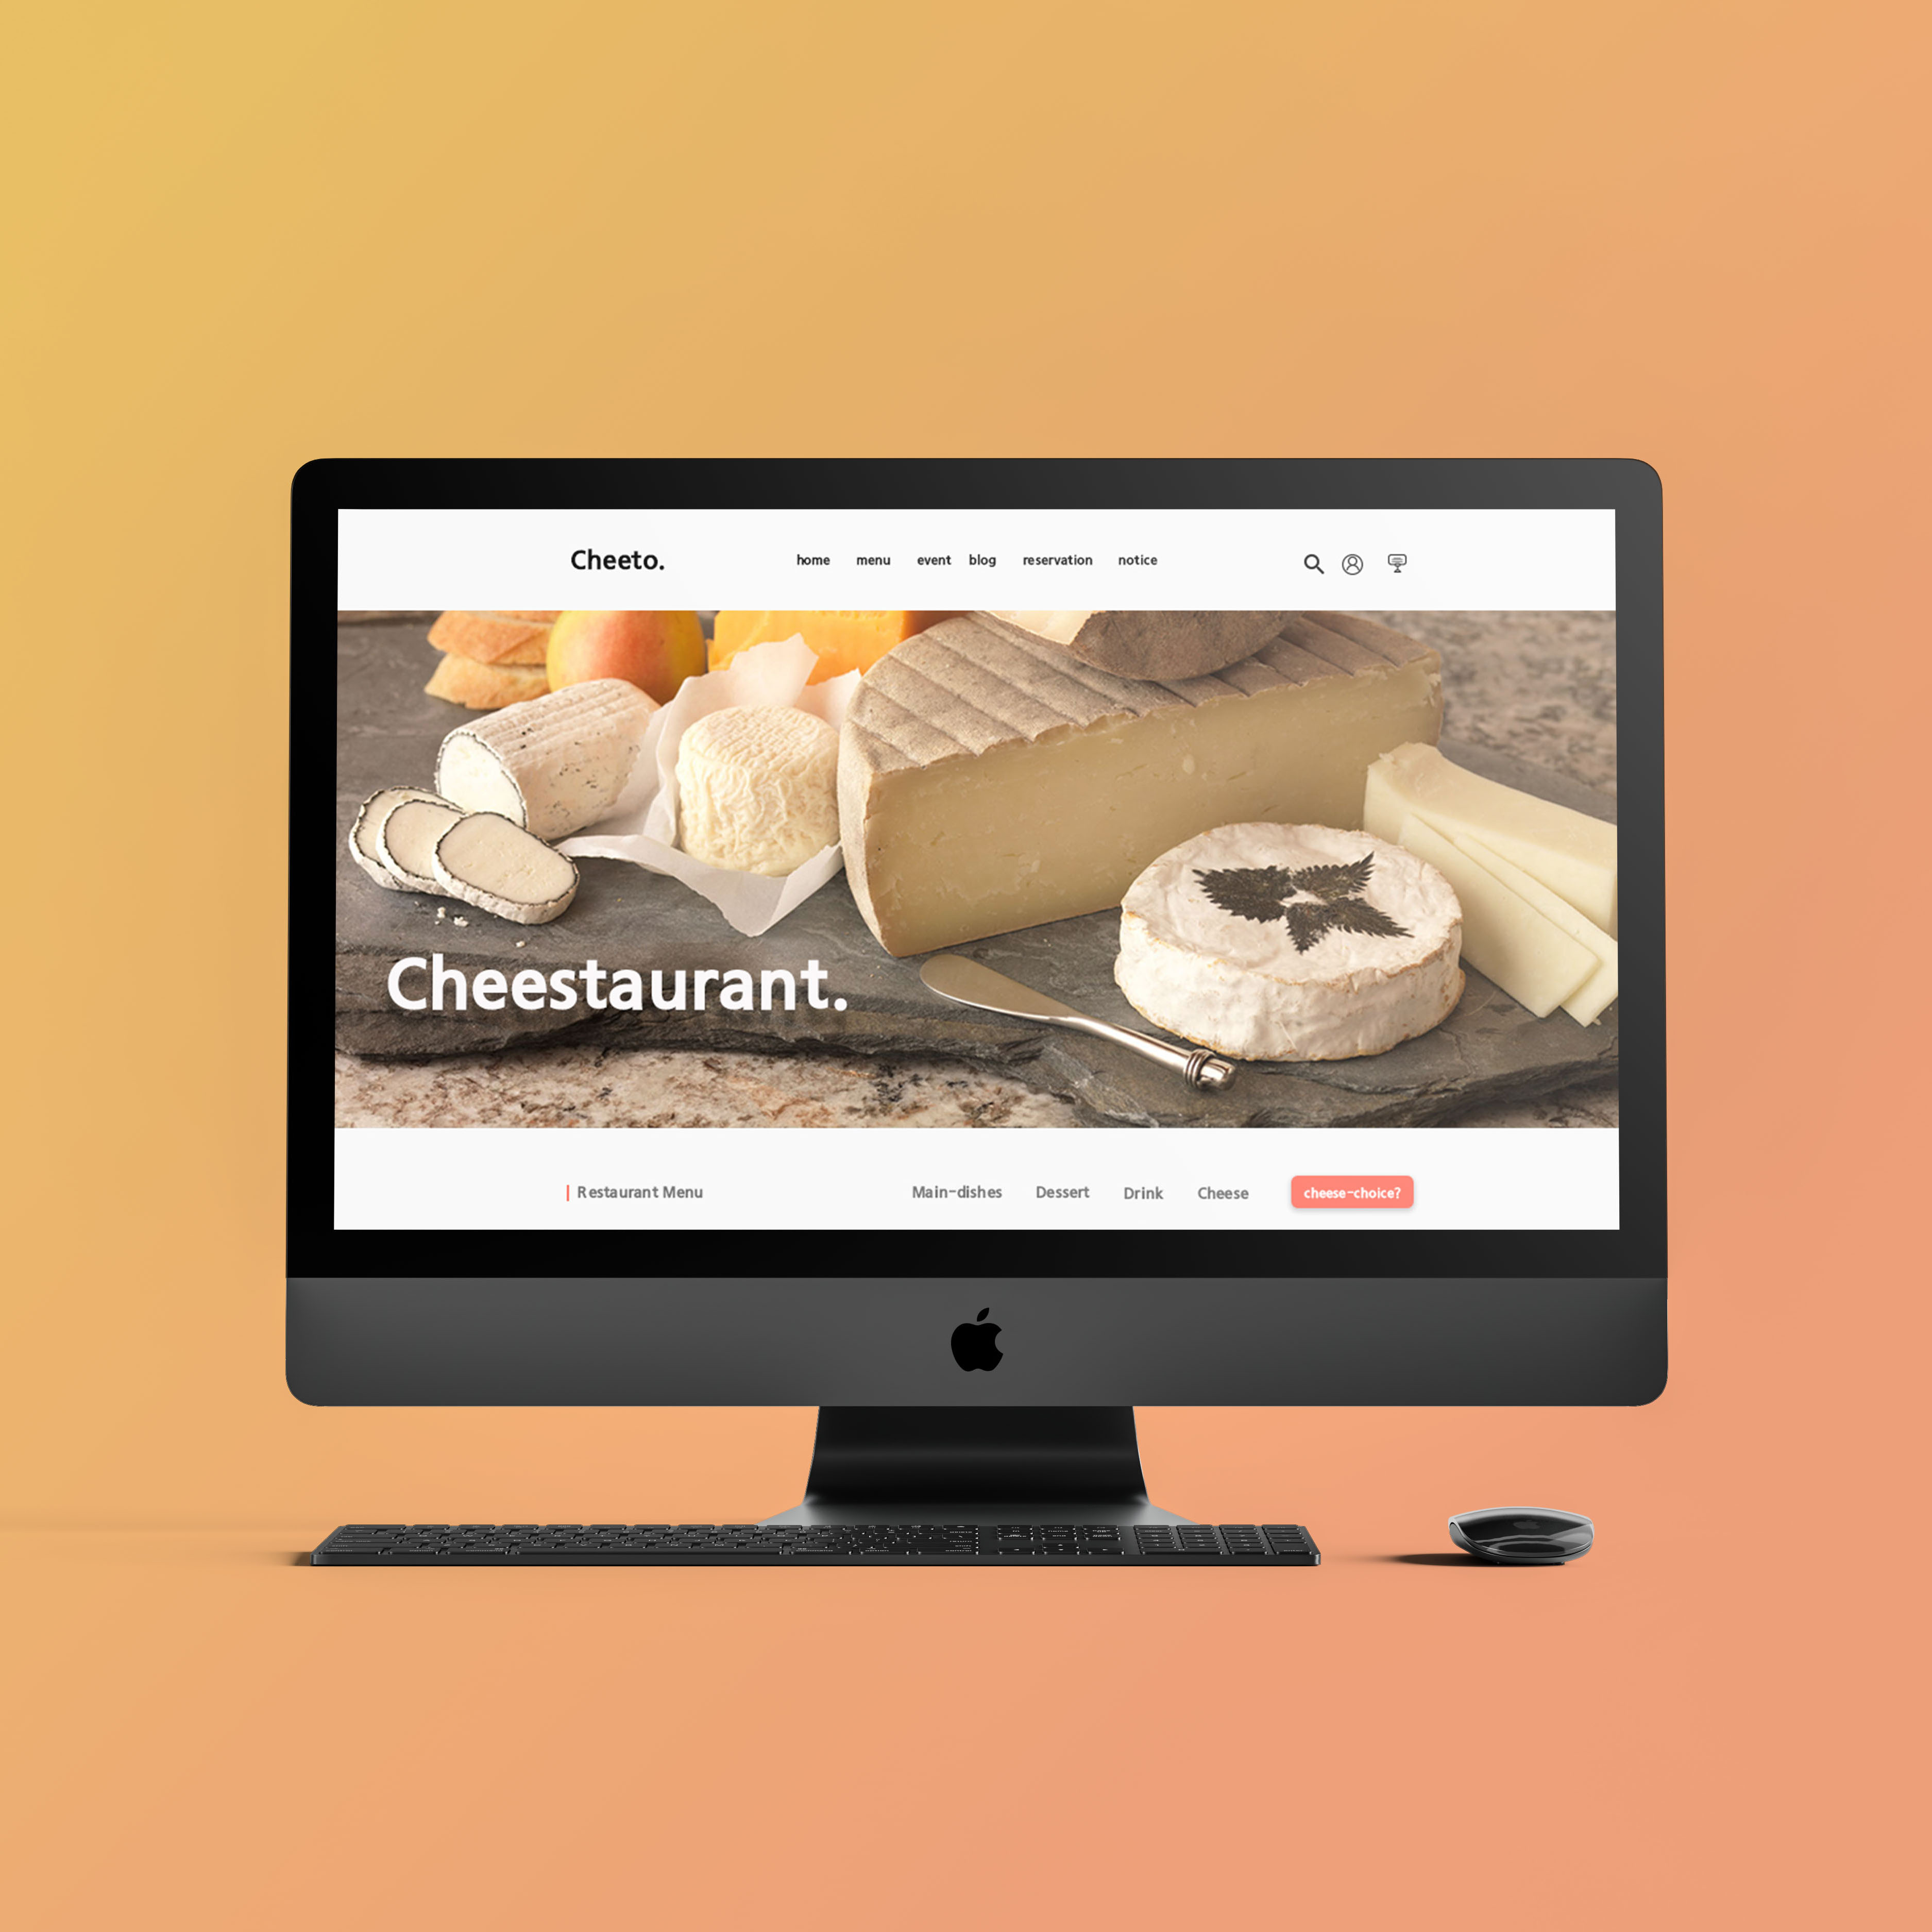 Cheeto. home menu event blog reservation notice
Cheestaurant.
Restaurant Menu Main-dishes Dessert Drink Cheese cheese-choice?